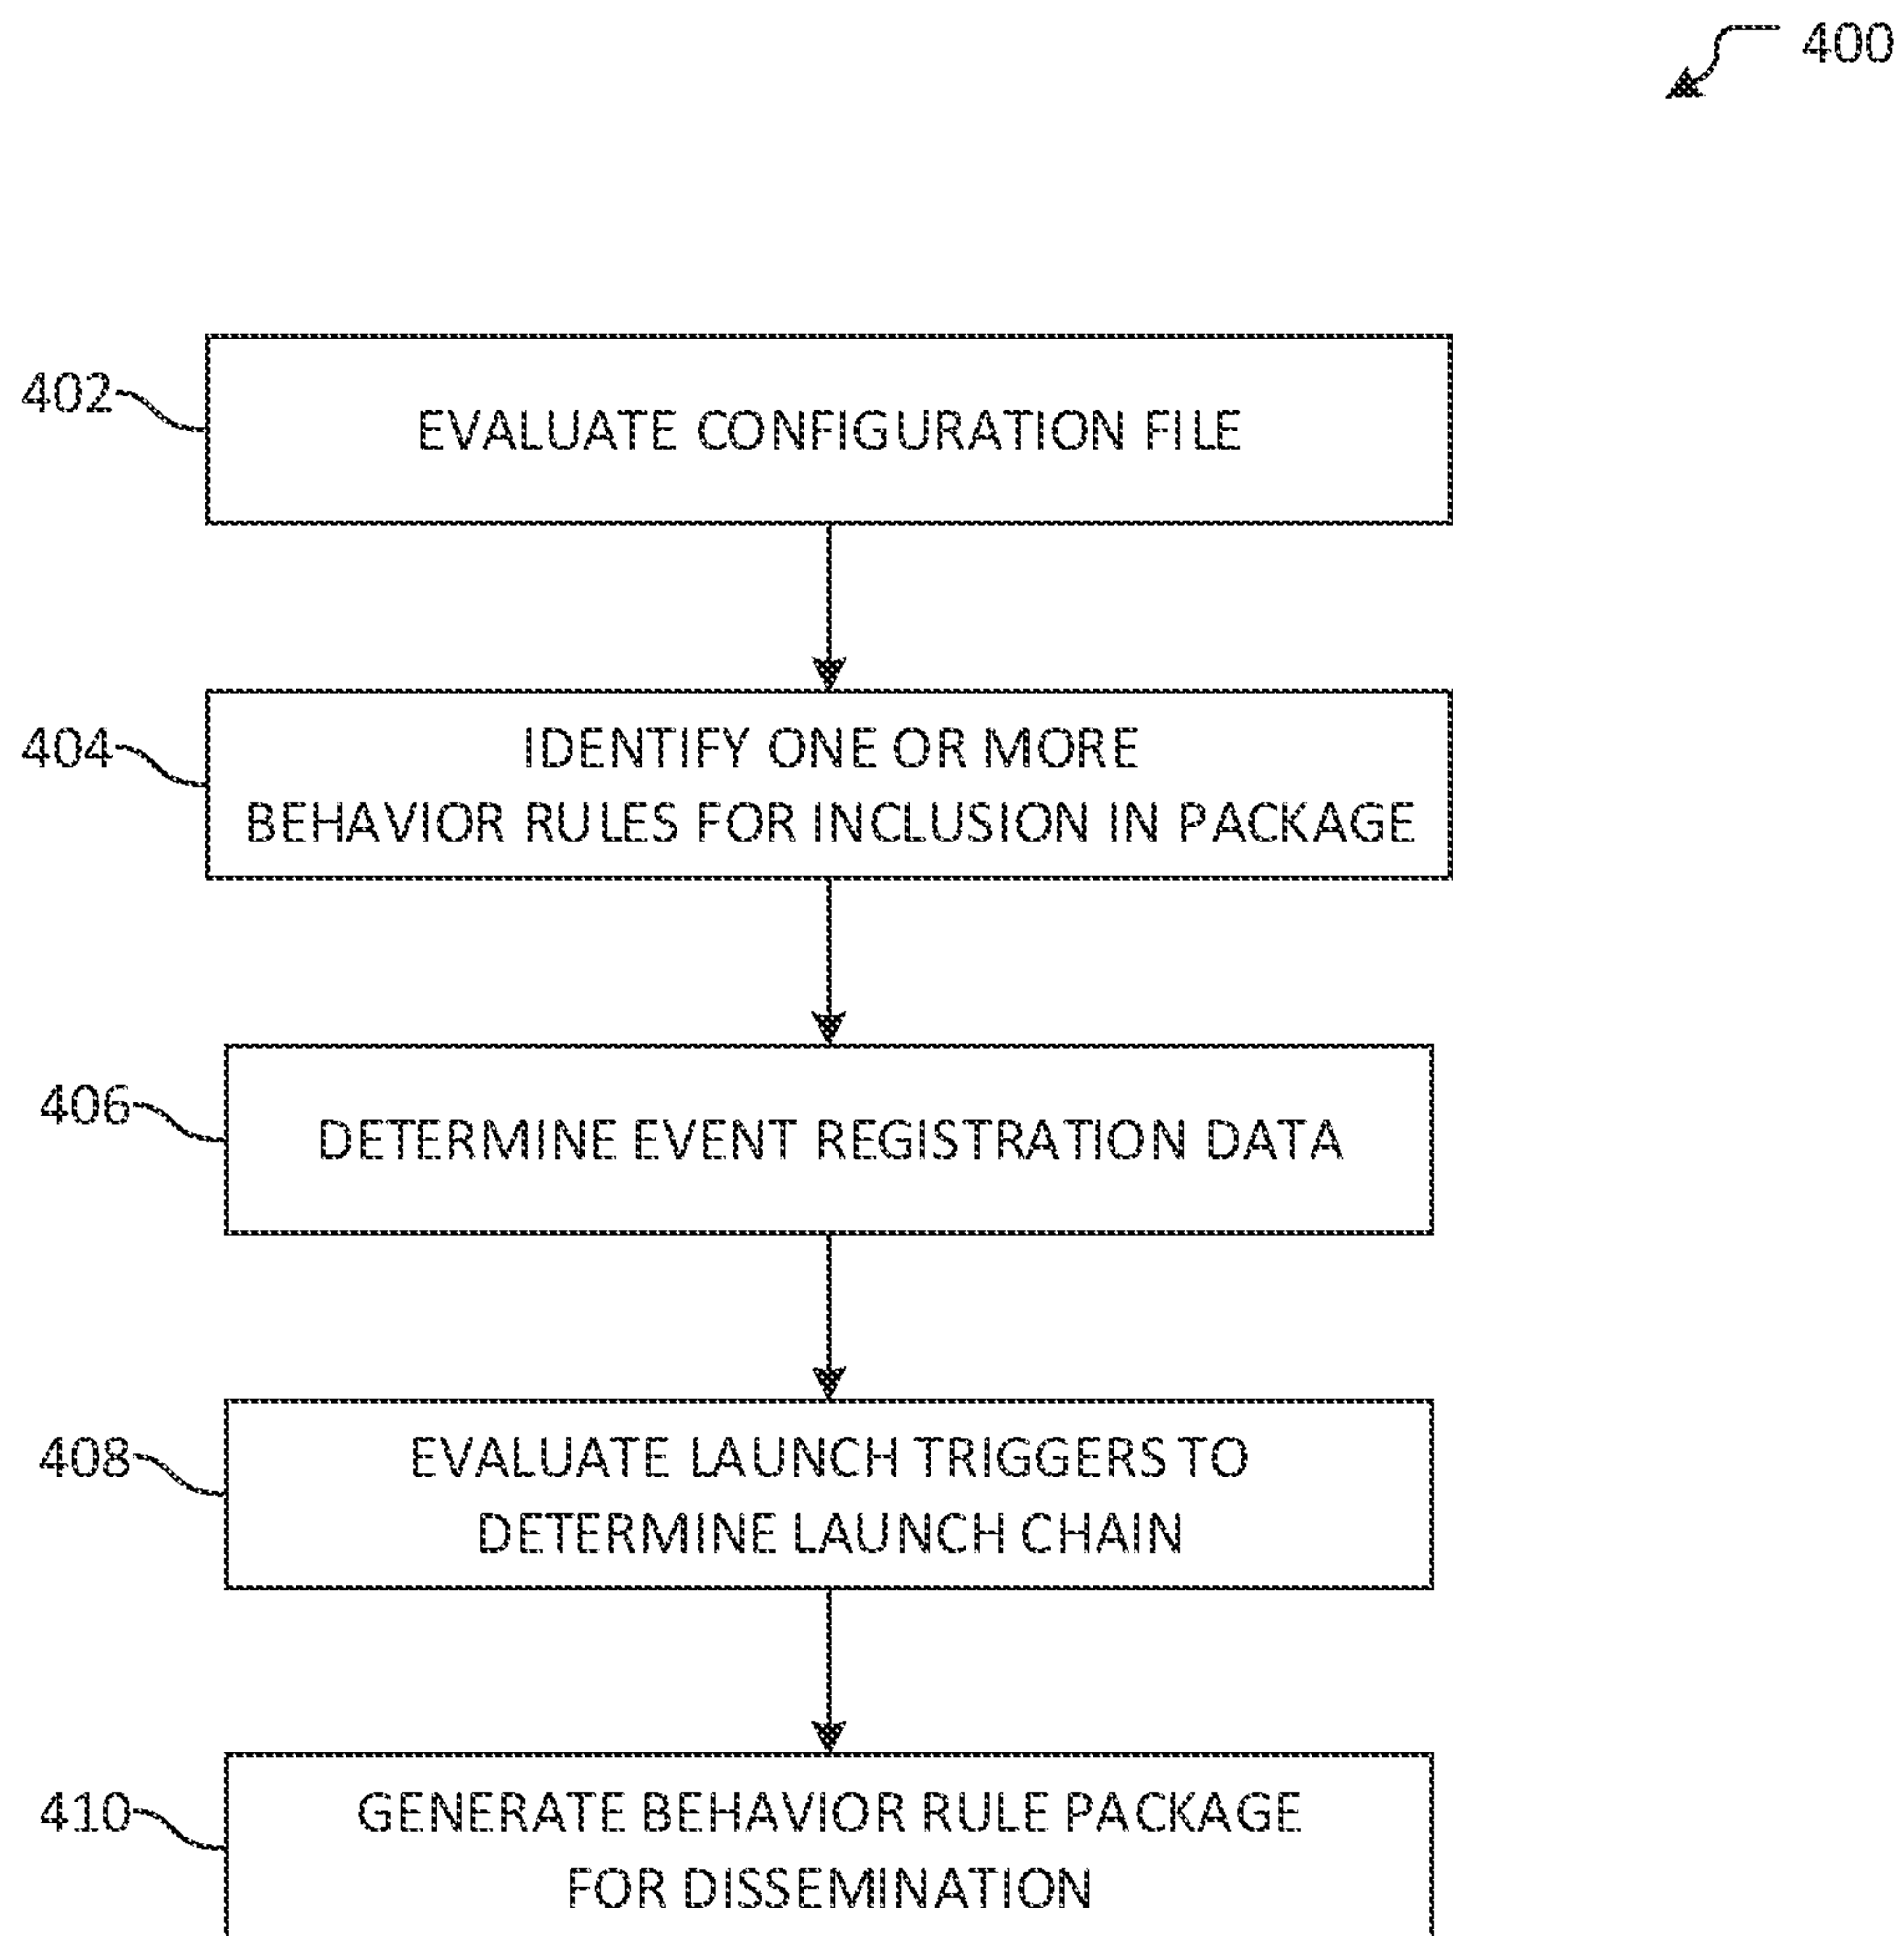 400
402
EVALUATE CONFIGURATION FILE
404
IDENTIFY ONE OR MORE
BEHAVIOR RULES FOR INCLUSION IN PACKAGE
406
DETERMINE EVENT REGISTRATION DATA
408
EVALUATE LAUNCH TRIGGERS TO
DETERMINE LAUNCH CHAIN
410
GENERATE BEHAVIOR RULE PACKAGE
FOR DISSEMINATION